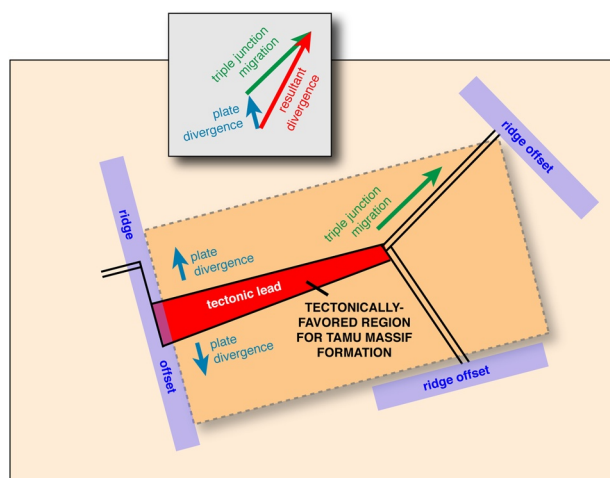 triple junction
migration
plate
divergence
resultant
divergence
ridge offset
ridge
plate
divergence
triple junction
migration
tectonic lead
TECTONICALLY-
FAVORED REGION
FOR TAMU MASSIF
FORMATION
plate
divergence
offset
ridge offset